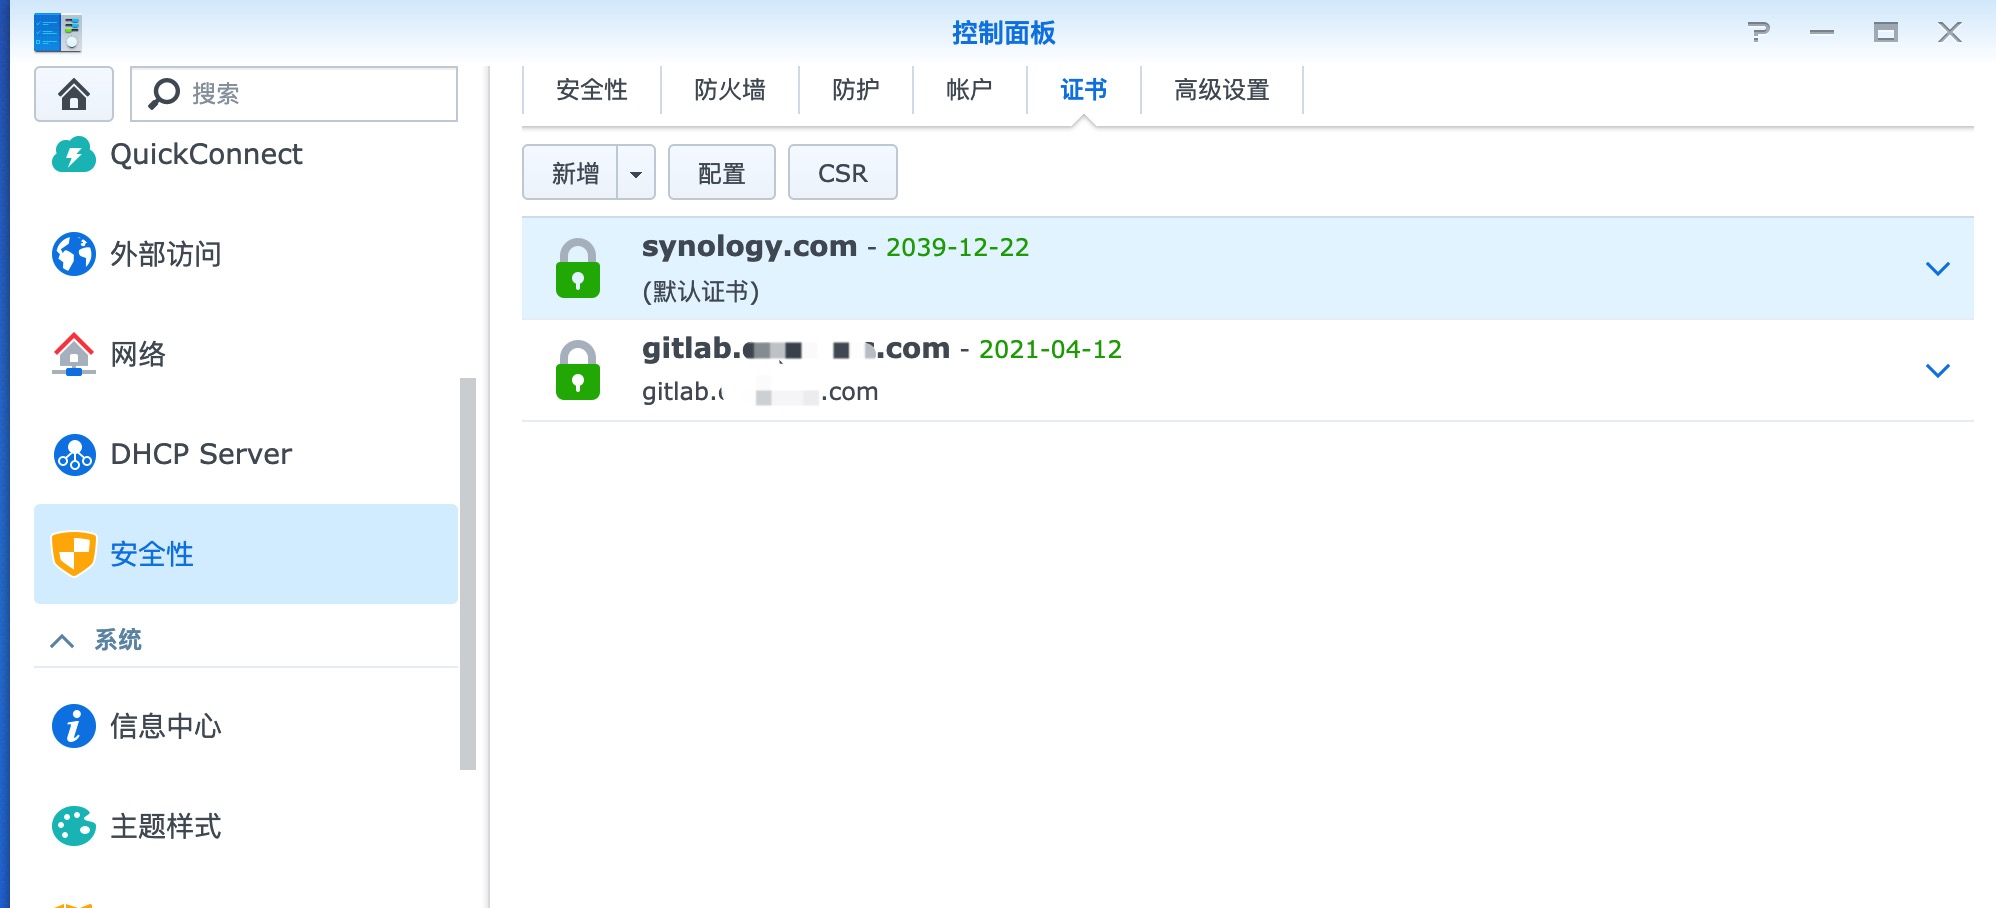 控制面板
搜索
QuickConnect
外部访问
网络
DHCP Server
安全性
系统
信息中心
主题样式
安全性 防火墙 防护 帐户 证书 高级设置
新增 配置 CSR
synology.com - 2039-12-22
(默认证书)
gitlab. .com - 2021-04-12
gitlab. .com